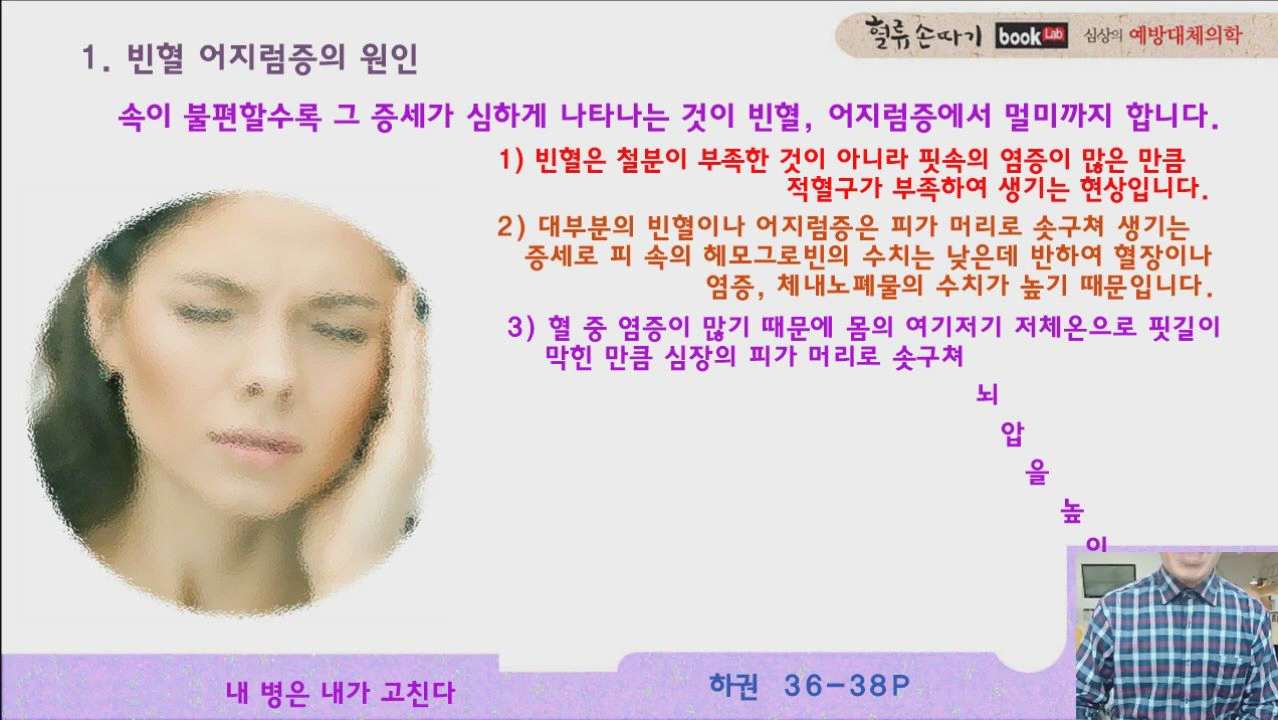 혈류 손따기 book Lab 심상의 예방대체의학
1. 빈혈 어지럼증의 원인
속이 불편할수록 그 증세가 심하게 나타나는 것이 빈혈, 어지럼증에서 멀미까지 합니다.
1) 빈혈은 철분이 부족한 것이 아니라 핏속의 염증이 많은 만큼
적혈구가 부족하여 생기는 현상입니다.
2) 대부분의 빈혈이나 어지럼증은 피가 머리로 솟구쳐 생기는
증세로 피 속의 헤모그로빈의 수치는 낮은데 반하여 혈장이나
염증, 체내노폐물의 수치가 높기 때문입니다.
3) 혈 중 염증이 많기 때문에 몸의 여기저기 저체온으로 핏길이
막힌 만큼 심장의 피가 머리로 솟구쳐
뇌
압
을
높
이
내 병은 내가 고친다
하권 36-38P